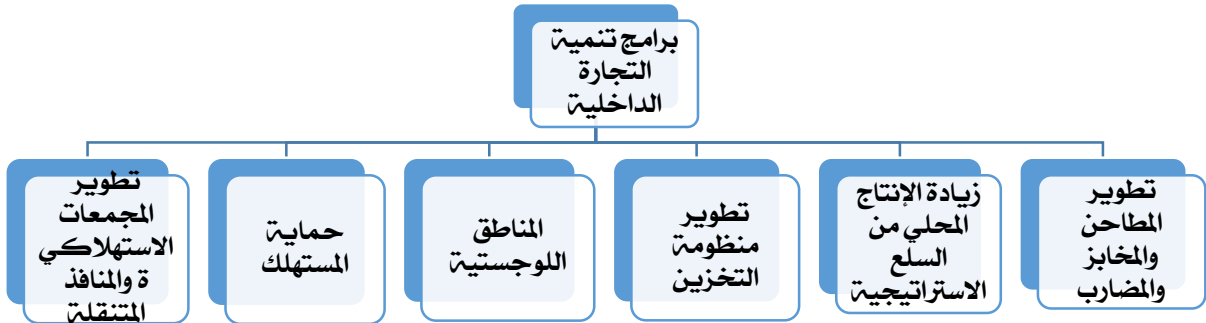 برامج تنمية
التجارة
الداخلية
تطوير
المطاحن
والمخابز
والمضارب
زيادة الإنتاج
المحلي من
السلع
الاستراتيجية
تطوير
منظومة
التخزين
المناطق
اللوجستية
حماية
المستهلك
تطوير
المجمعات
الاستهلاكي
ة والمنافذ
المتنقلة